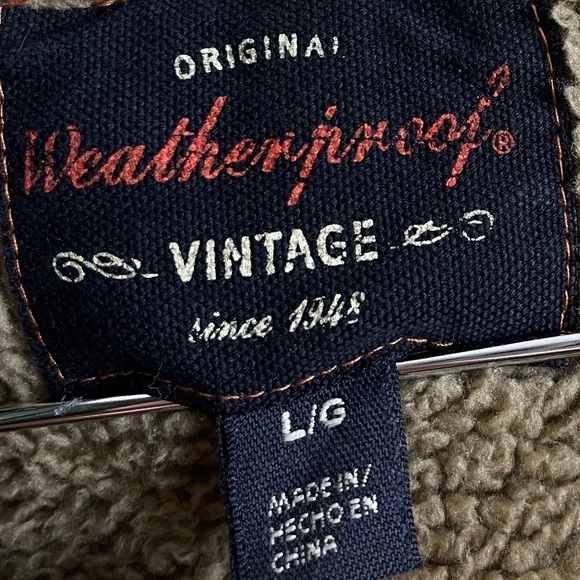 ORIGINAL
Weatherproof®
VINTAGE
since 1948
L/G
MADE IN/
HECHO EN
CHINA